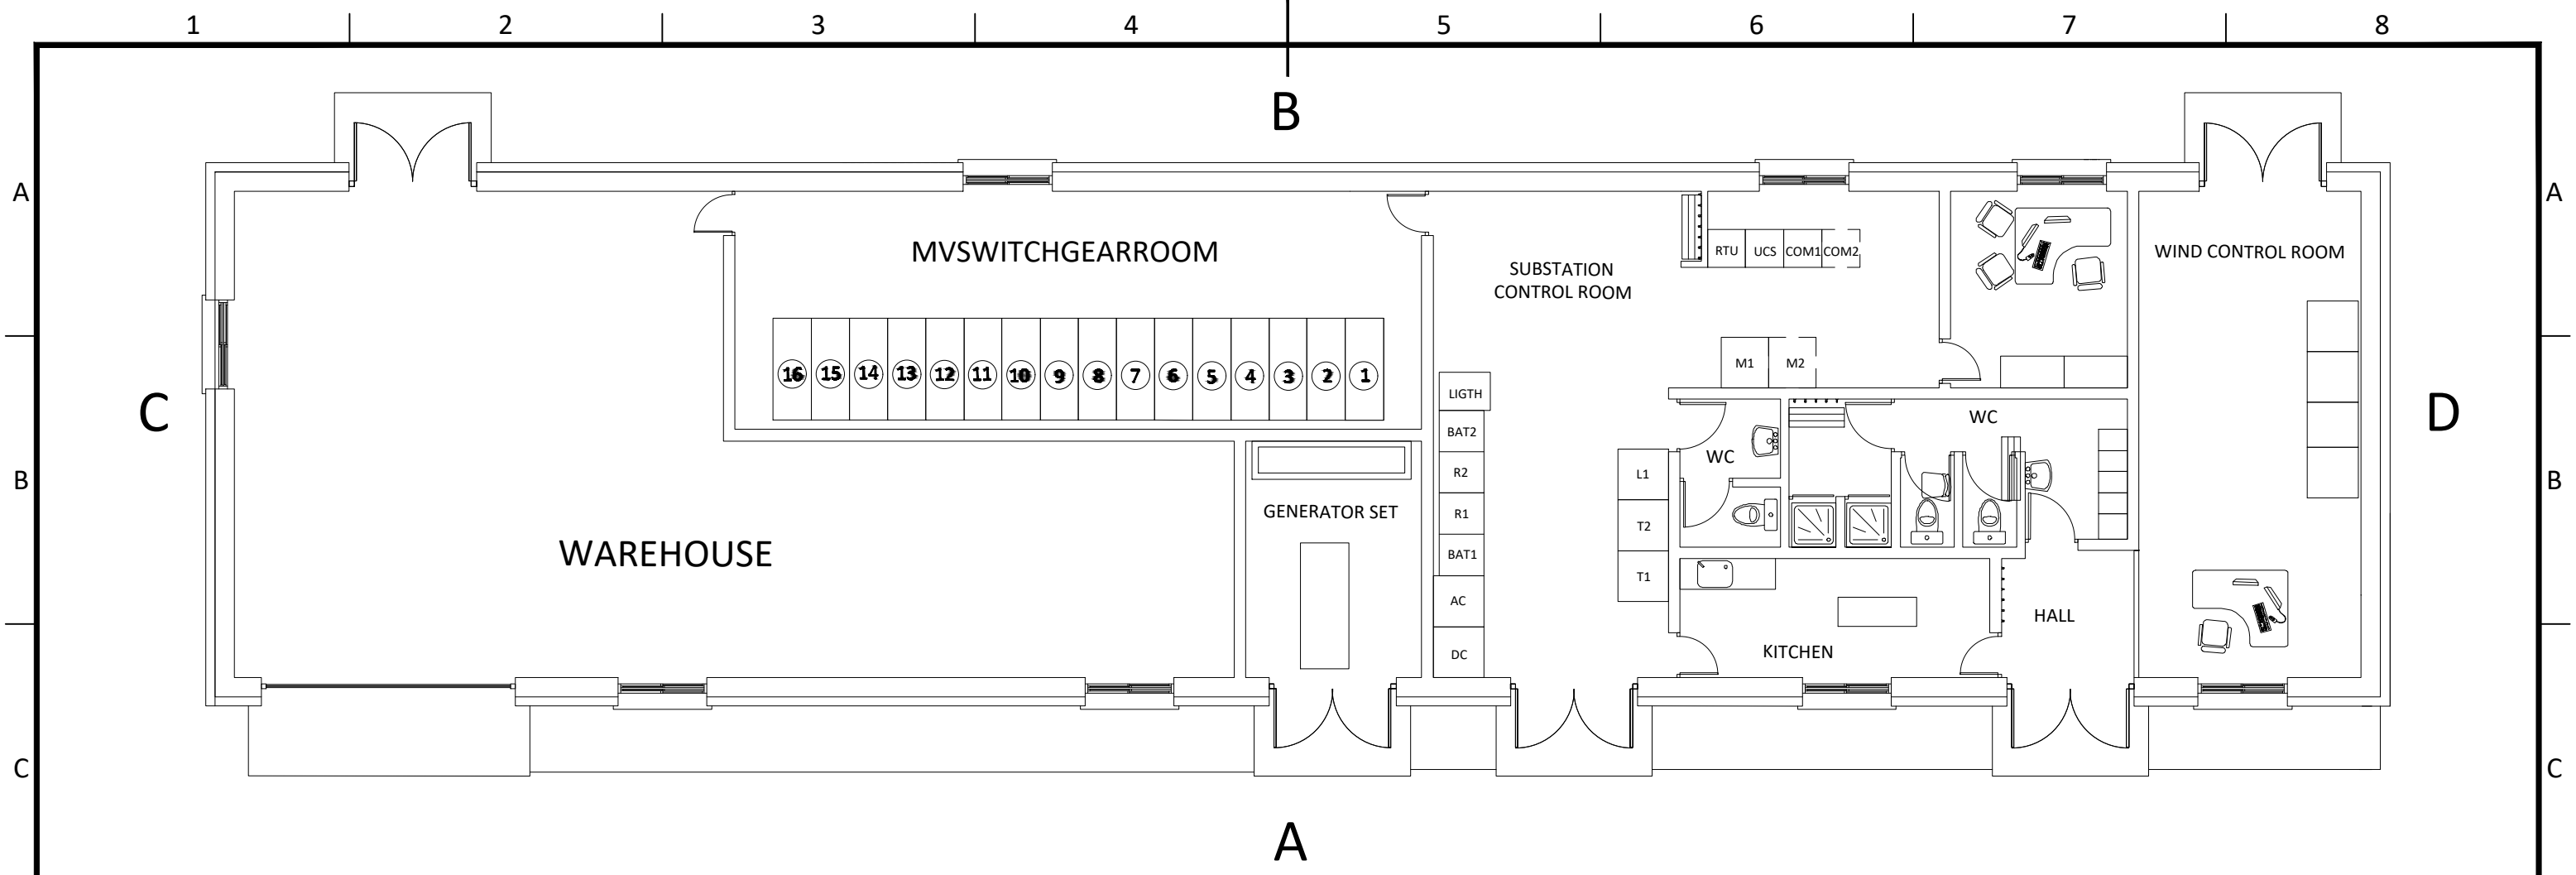 1 2 3 4 5 6 7 8
B
A A
MVSWITCHGEARROOM
SUBSTATION
CONTROL ROOM
RTU UCS COM1 COM2
WIND CONTROL ROOM
16 15 14 13 12 11 10 9 8 7 6 5 4 3 2 1
M1 M2
C D
LIGTH
BAT2
R2
R1
BAT1
AC
DC
WC
WC
L1
T2
T1
B B
GENERATOR SET
WAREHOUSE
HALL
KITCHEN
C C
A